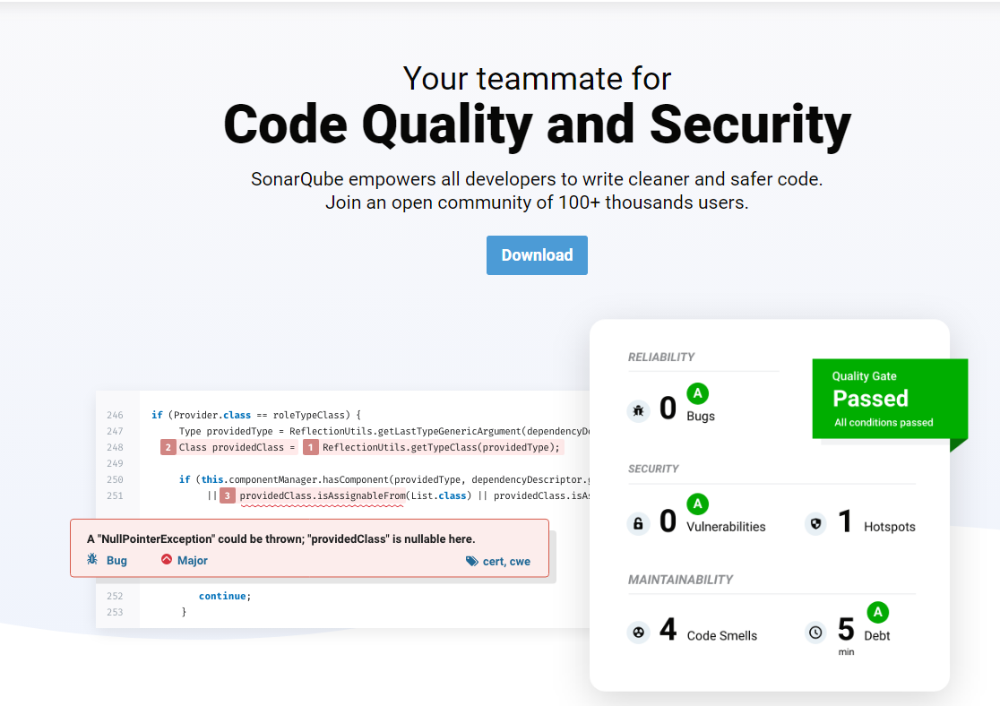 Your teammate for
Code Quality and Security
SonarQube empowers all developers to write cleaner and safer code.
Join an open community of 100+ thousands users.
Download
246 if (Provider.class == roleTypeClass) {
247 Type providedType = ReflectionUtils.getLastTypeGenericArgument(
248 2 Class providedClass = 1 ReflectionUtils.getTypeClass(providedType);
249
250 if (this.componentManager.hasComponent(providedType, dependencyDescriptor.
251 || 3 providedClass.isAssignableFrom(List.class) || providedClass.
A "NullPointerException" could be thrown; "providedClass" is nullable here.
Bug Major cert, cwe
252 continue;
253 }
RELIABILITY
0 A Bugs
Quality Gate
Passed
All conditions passed
SECURITY
0 A Vulnerabilities
1 Hotspots
MAINTAINABILITY
4 Code Smells
5 min A Debt